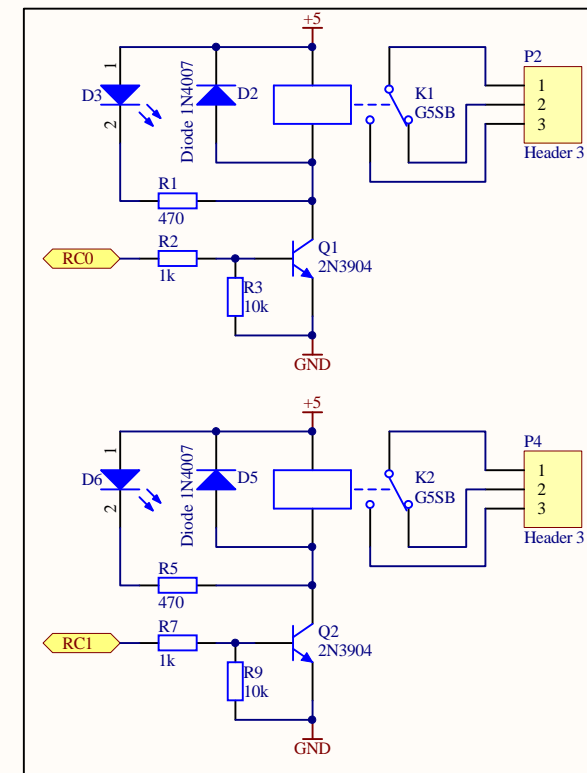 +5
P2
1
D3
2
Diode 1N4007
D2
K1
G5SB
1
2
3
Header 3
R1
470
R2
1k
RC0
R3
10k
Q1
2N3904
GND
+5
P4
1
D6
2
Diode 1N4007
D5
K2
G5SB
1
2
3
Header 3
R5
470
R7
1k
RC1
R9
10k
Q2
2N3904
GND